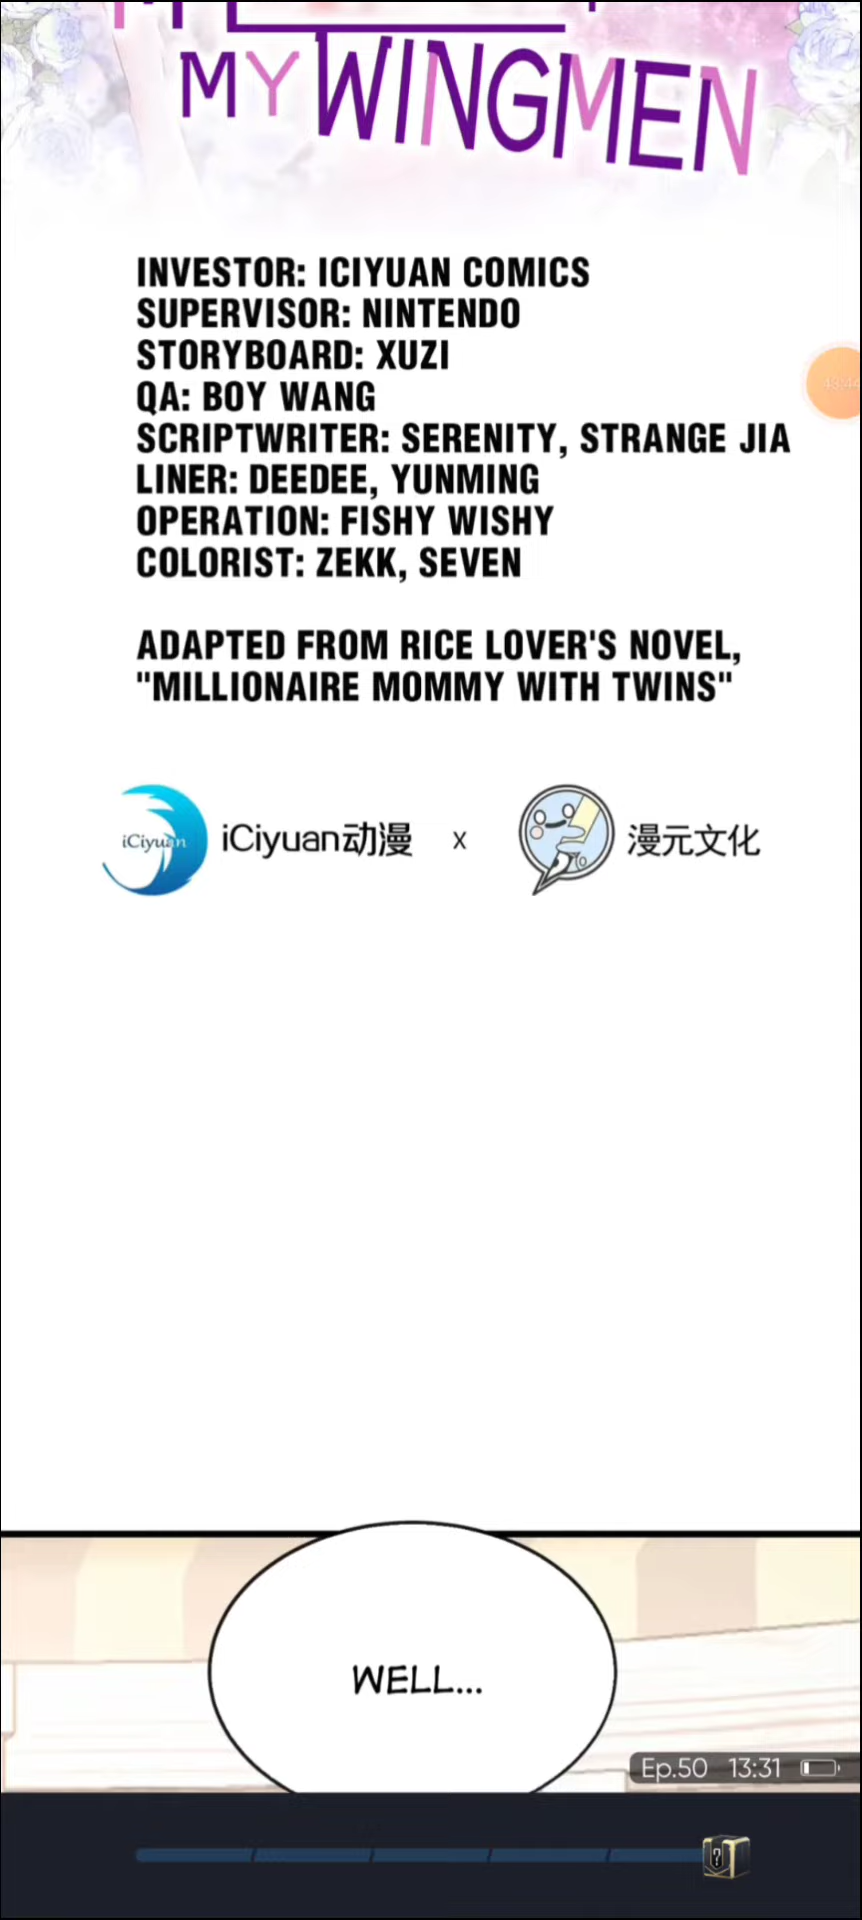 MY WINGMEN
INVESTOR: ICIYUAN COMICS
SUPERVISOR: NINTENDO
STORYBOARD: XUZI
QA: BOY WANG
SCRIPTWRITER: SERENITY, STRANGE JIA
LINER: DEEDEE, YUNMING
OPERATION: FISHY WISHY
COLORIST: ZEKK, SEVEN
ADAPTED FROM RICE LOVER'S NOVEL,
"MILLIONAIRE MOMMY WITH TWINS"
iCiyuan iCiyuan动漫 x 漫元文化
WELL...
Ep.50 13:31
?